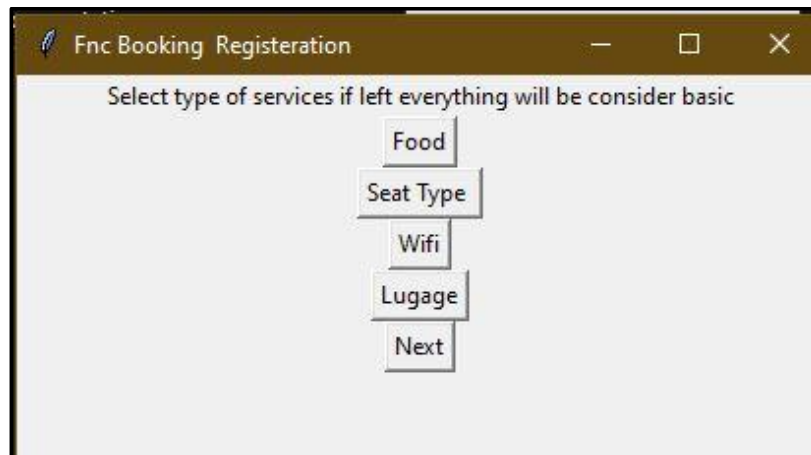 Fnc Booking  Registeration
Select type of services if left everything will be consider basic
Food
Seat Type
Wifi
Lugage
Next